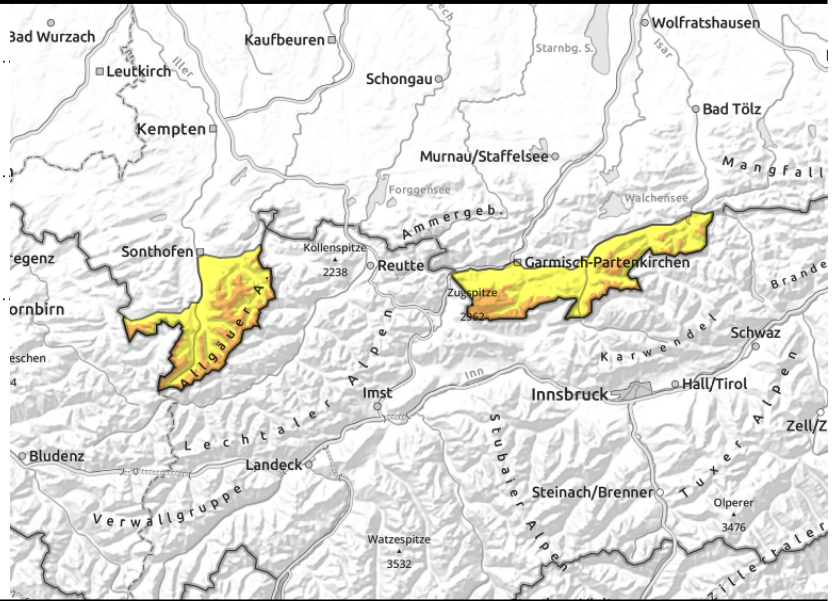 Bad Wurzach
Wolfratshausen
Kaufbeuren
Iller
Starnbg. S.
Isar
Leutkirch
Schongau
Bad Tölz
Kempten
Murnau/Staffelsee
Mangfall
Forggensee
Walchensee
Ammergeb.
Sonthofen
Köllenspitze
2238
Reutte
Garmisch-Partenkirchen
Zugspitze
2962
Allgäuer A.
Brande
Karwendel
Schwaz
Lechtaler Alpen
Imst
Inn
Innsbruck
Hall/Tirol
Zell/Z
Bludenz
Landeck
Stubaier Alpen
Tuxer Alpen
Verwallgruppe
Steinach/Brenner
Olperer
3476
Watzespitze
3532
Zillertaler